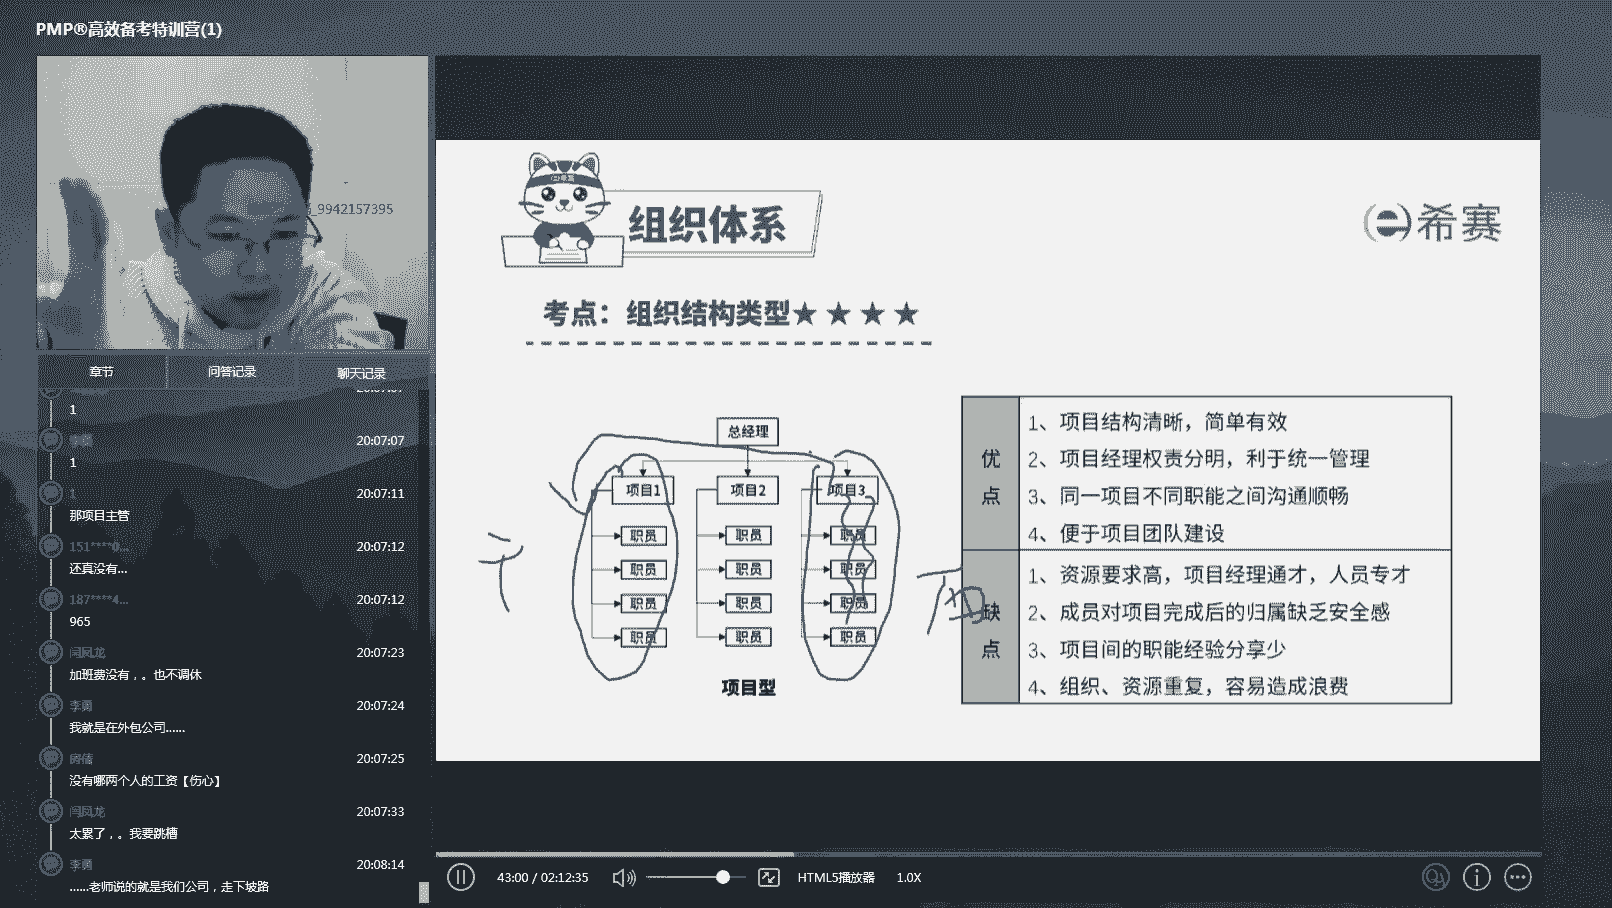 PMP®高效备考特训营(1)
_9942157395
章节
问答记录
聊天记录
1
20:07:07
1
1
20:07:11
那项目主管
151****0...
20:07:12
还真没有...
187****4...
20:07:12
965
闫凤龙
20:07:23
加班费没有，。也不调休
李勇
20:07:24
我就是在外包公司......
20:07:25
没有哪两个人的工资【伤心】
闫凤龙
20:07:33
太累了，。我要跳槽
李勇
20:08:14
......老师说的就是我们公司，走下坡路
组织体系
希赛
考点：组织结构类型★★★★
总经理
项目1
项目2
项目3
职员
职员
职员
职员
职员
职员
职员
职员
职员
职员
职员
职员
项目型
优点
1、项目结构清晰，简单有效
2、项目经理权责分明，利于统一管理
3、同一项目不同职能之间沟通顺畅
4、便于项目团队建设
缺点
1、资源要求高，项目经理通才，人员专才
2、成员对项目完成后的归属缺乏安全感
3、项目间的职能经验分享少
4、组织、资源重复，容易造成浪费
43:00 / 02:12:35
HTML5播放器
1.0X